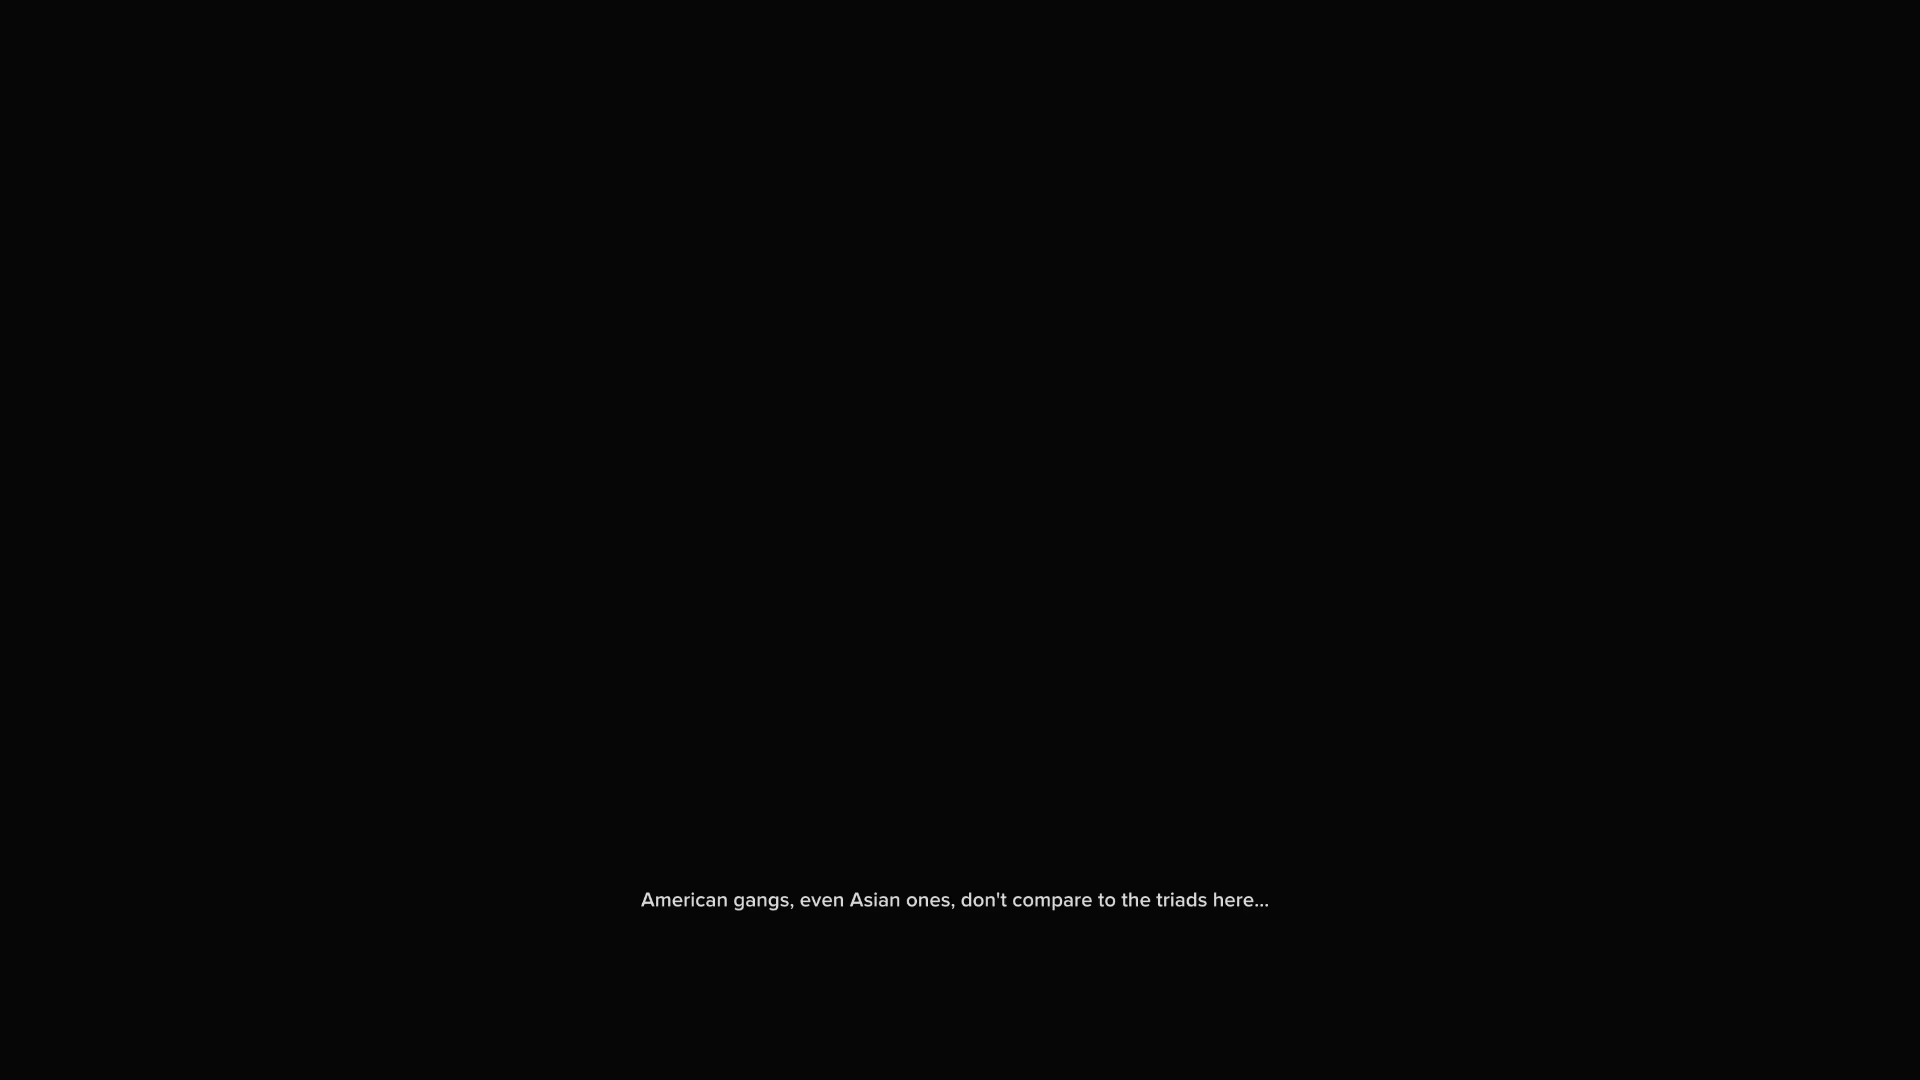 American gangs, even Asian ones, don't compare to the triads here...